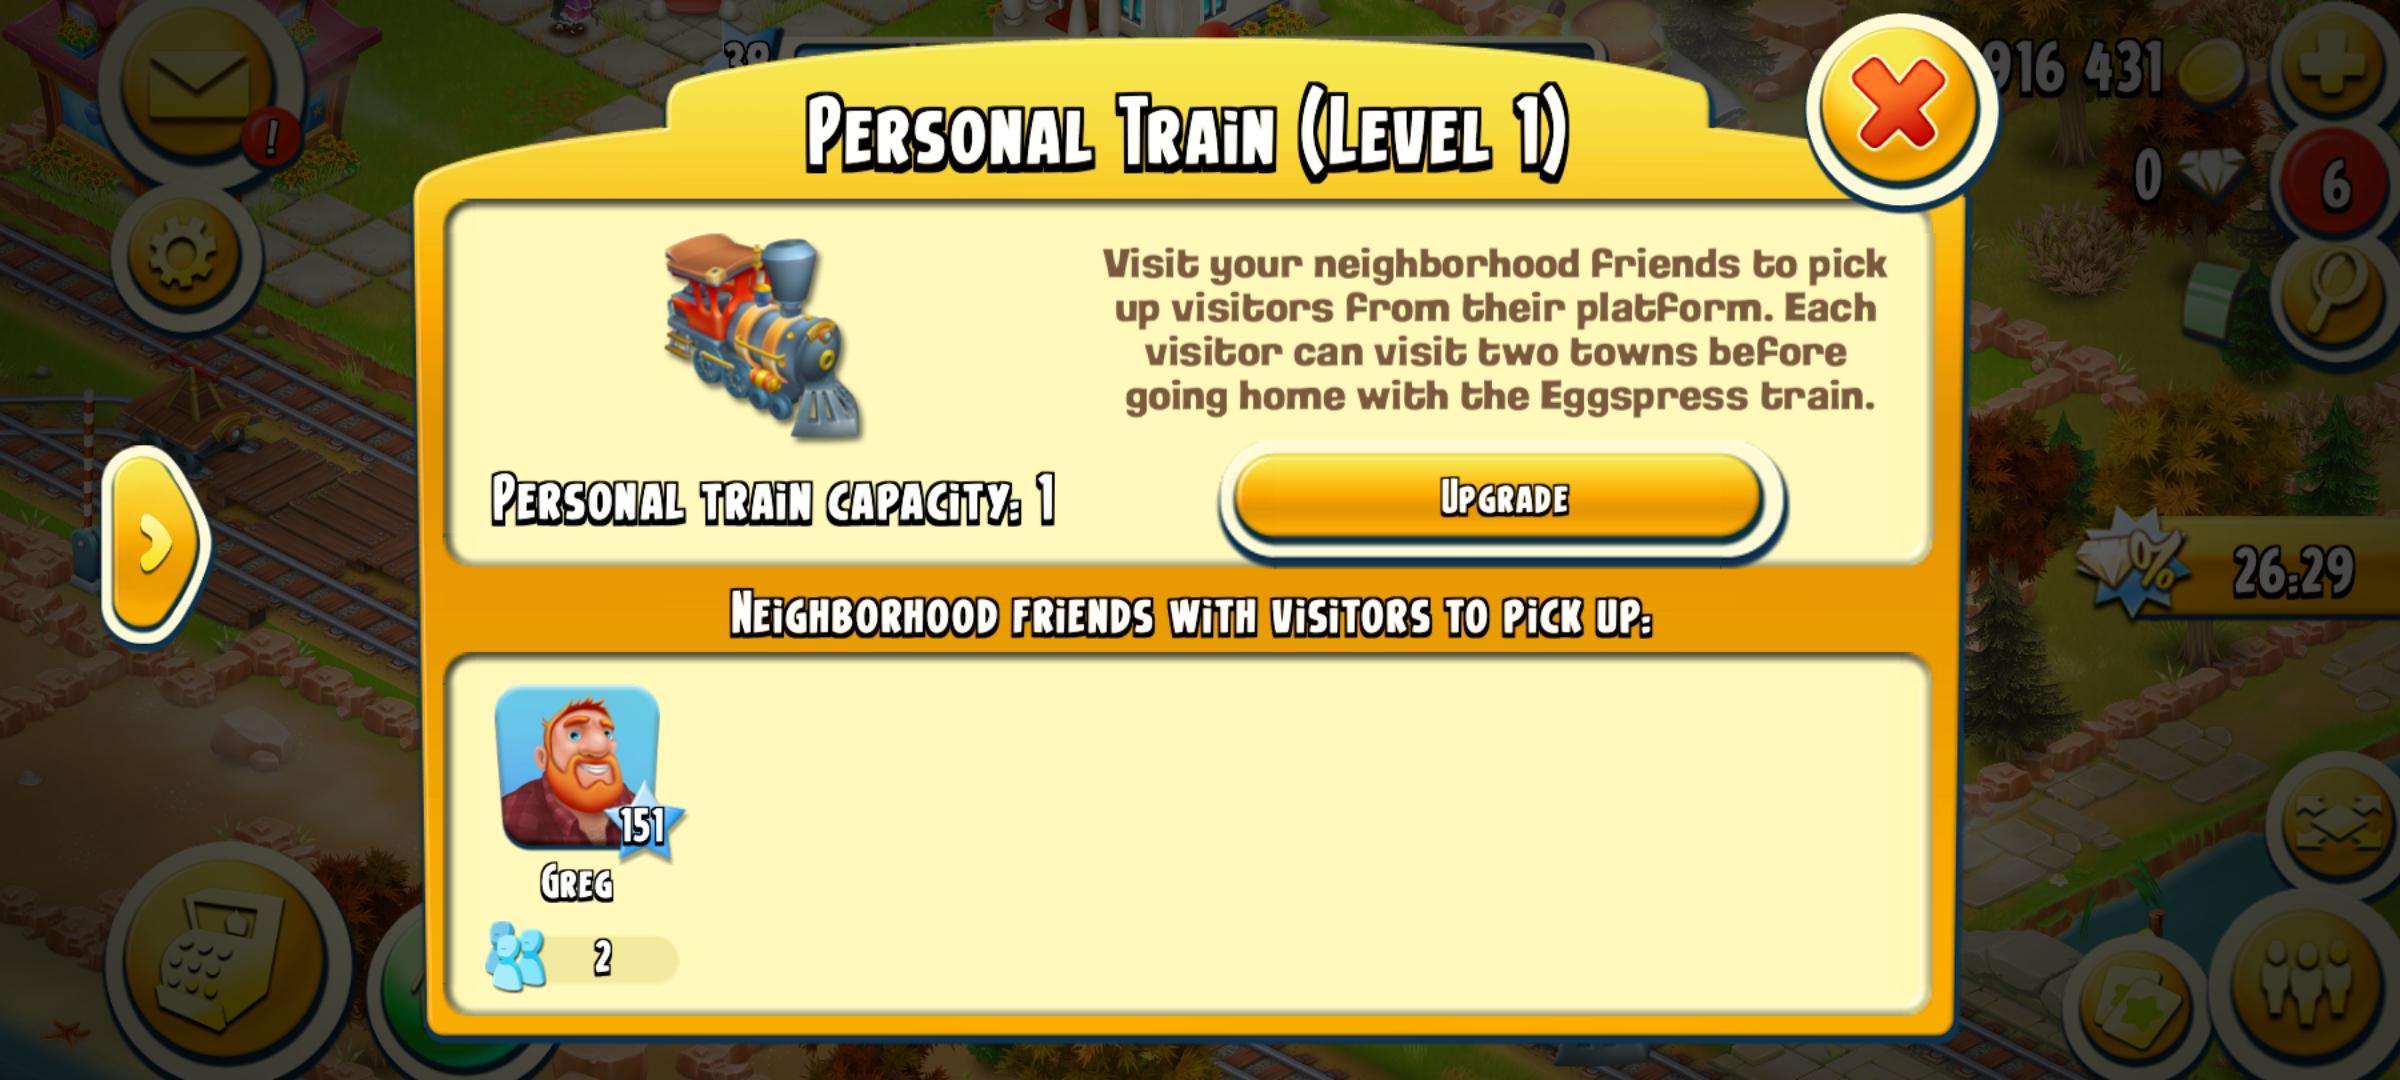 39
916 431
PERSONAL TRAIN (LEVEL 1)
!
0
6
Visit your neighborhood friends to pick
up visitors from their platform. Each
visitor can visit two towns before
going home with the Eggspress train.
PERSONAL TRAIN CAPACITY: 1
UPGRADE
%
26:29
NEIGHBORHOOD FRIENDS WITH VISITORS TO PICK UP:
151
GREG
2